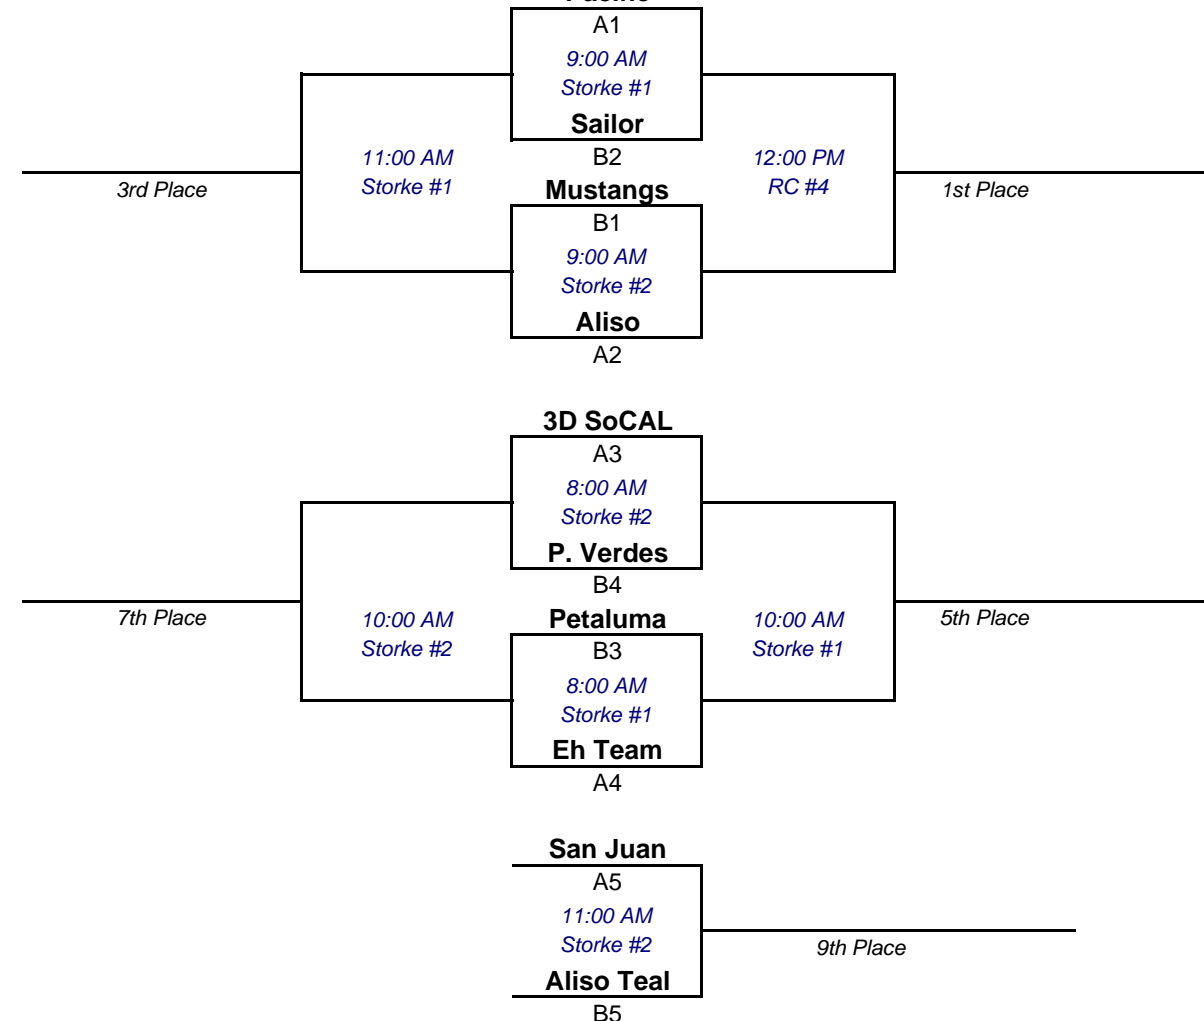 A1
9:00 AM
Storke #1
Sailor
B2
11:00 AM
Storke #1
12:00 PM
RC #4
3rd Place
1st Place
Mustangs
B1
9:00 AM
Storke #2
Aliso
A2
3D SoCAL
A3
8:00 AM
Storke #2
P. Verdes
B4
7th Place
10:00 AM
Storke #2
Petaluma
10:00 AM
Storke #1
5th Place
B3
8:00 AM
Storke #1
Eh Team
A4
San Juan
A5
11:00 AM
Storke #2
9th Place
Aliso Teal
B5